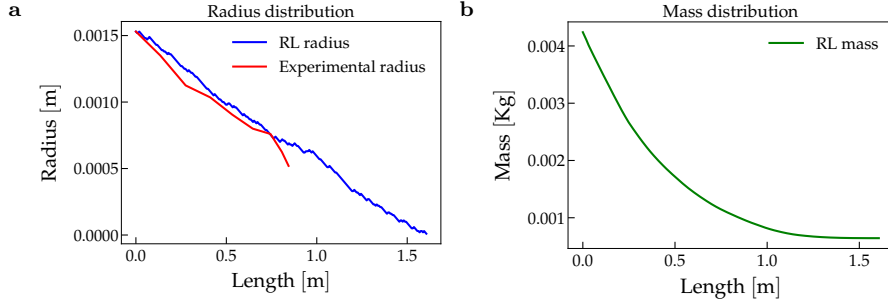 a
Radius distribution
RL radius
Experimental radius
0.0015
0.0010
0.0005
0.0000
Radius [m]
0.0
0.5
1.0
1.5
Length [m]
b
Mass distribution
RL mass
0.004
0.003
0.002
0.001
Mass [Kg]
0.0
0.5
1.0
1.5
Length [m]